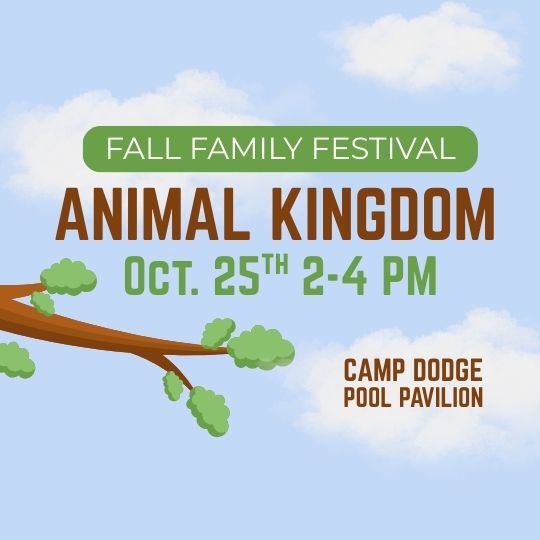 FALL FAMILY FESTIVAL
ANIMAL KINGDOM
OCT. 25TH 2-4 PM
CAMP DODGE
POOL PAVILION